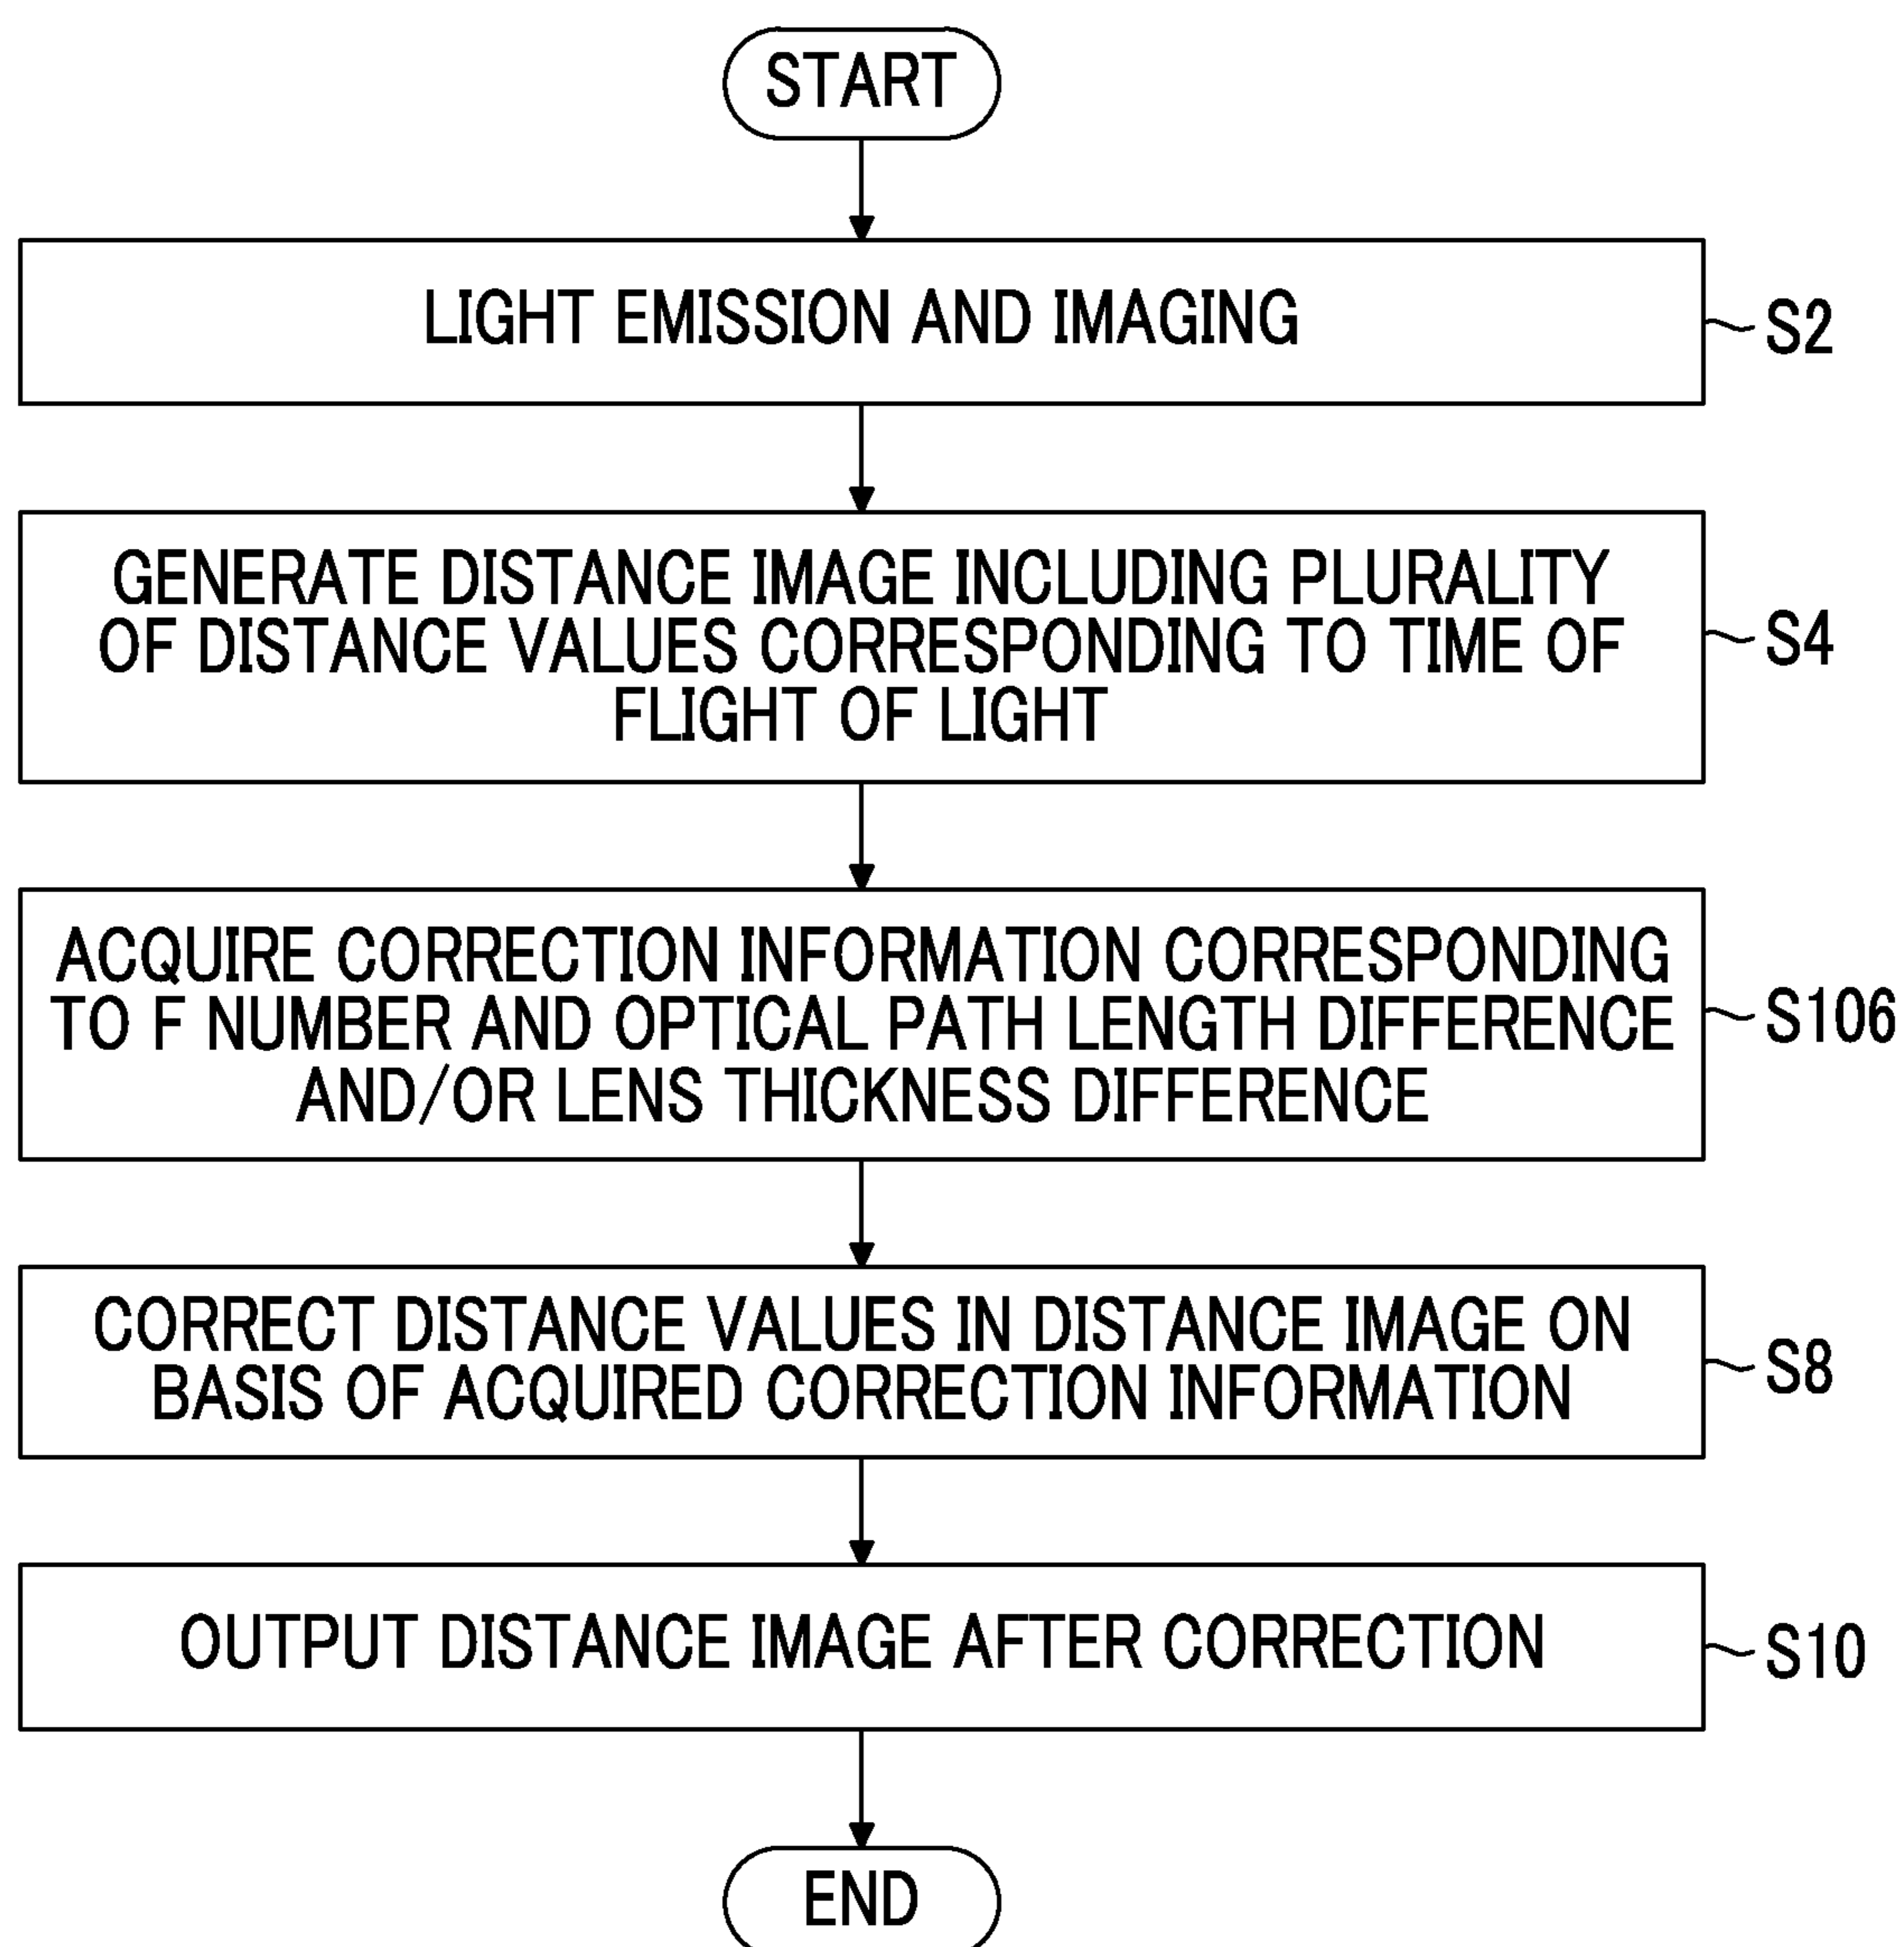 START
LIGHT EMISSION AND IMAGING
S2
GENERATE DISTANCE IMAGE INCLUDING PLURALITY
OF DISTANCE VALUES CORRESPONDING TO TIME OF
FLIGHT OF LIGHT
S4
ACQUIRE CORRECTION INFORMATION CORRESPONDING
TO F NUMBER AND OPTICAL PATH LENGTH DIFFERENCE
AND/OR LENS THICKNESS DIFFERENCE
S106
CORRECT DISTANCE VALUES IN DISTANCE IMAGE ON
BASIS OF ACQUIRED CORRECTION INFORMATION
S8
OUTPUT DISTANCE IMAGE AFTER CORRECTION
S10
END